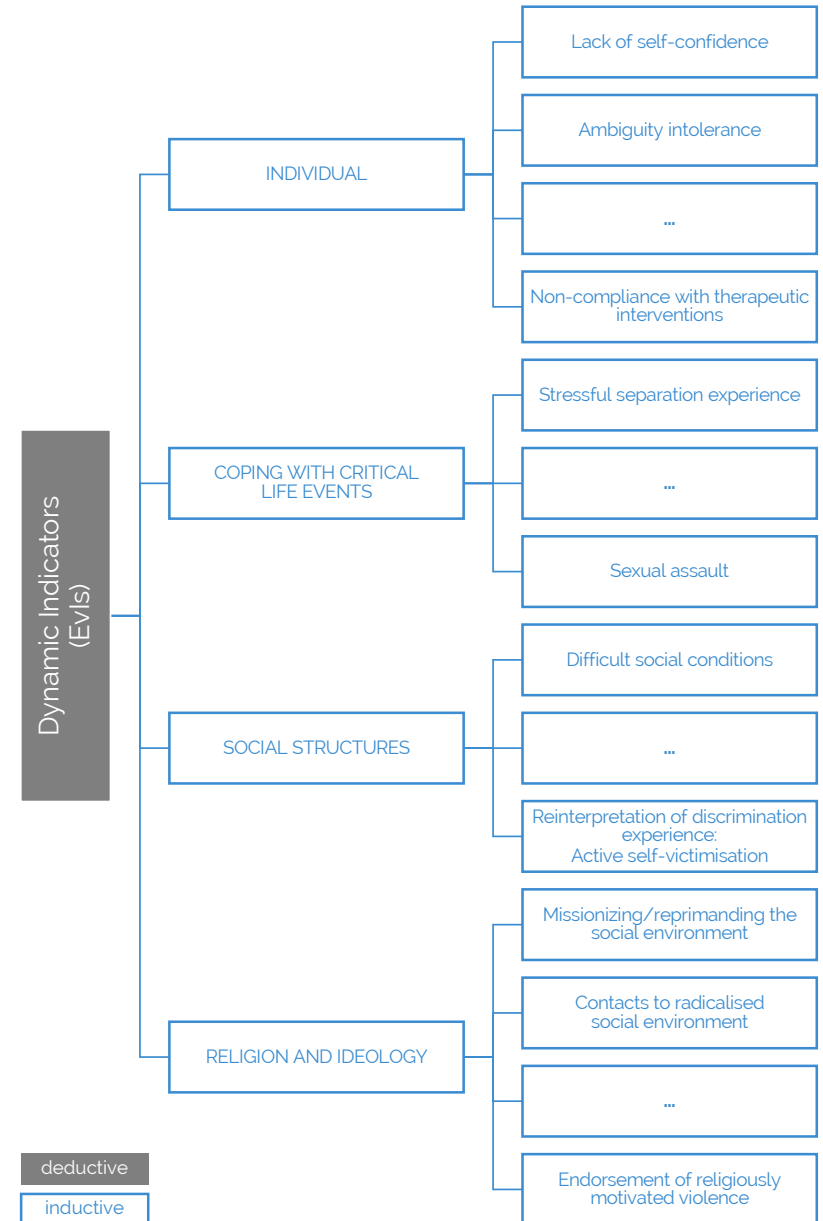 Lack of self-confidence
Ambiguity intolerance
INDIVIDUAL
...
Non-compliance with therapeutic
interventions
Stressful separation experience
COPING WITH CRITICAL
LIFE EVENTS
...
Sexual assault
Dynamic Indicators
(EvIs)
Difficult social conditions
SOCIAL STRUCTURES
...
Reinterpretation of discrimination
experience:
Active self-victimisation
Missionizing/reprimanding the
social environment
Contacts to radicalised
social environment
RELIGION AND IDEOLOGY
...
Endorsement of religiously
motivated violence
deductive
inductive